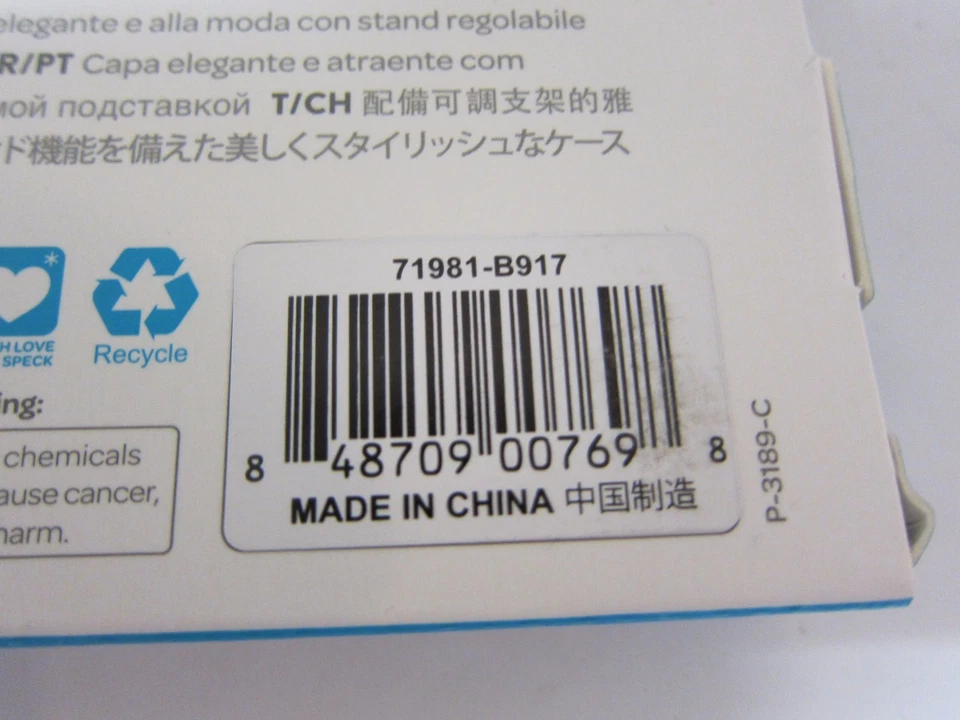 elegante e alla moda con stand regolabile
R/PT Capa elegante e atraente com
мой подставкой T/CH 配備可調支架的雅
ド機能を備えた美しくスタイリッシュなケース
H LOVE
SPECK
Recycle
ing:
chemicals
ause cancer,
harm.
71981-B917
8 48709 00769 8
MADE IN CHINA 中国制造
P-3189-C